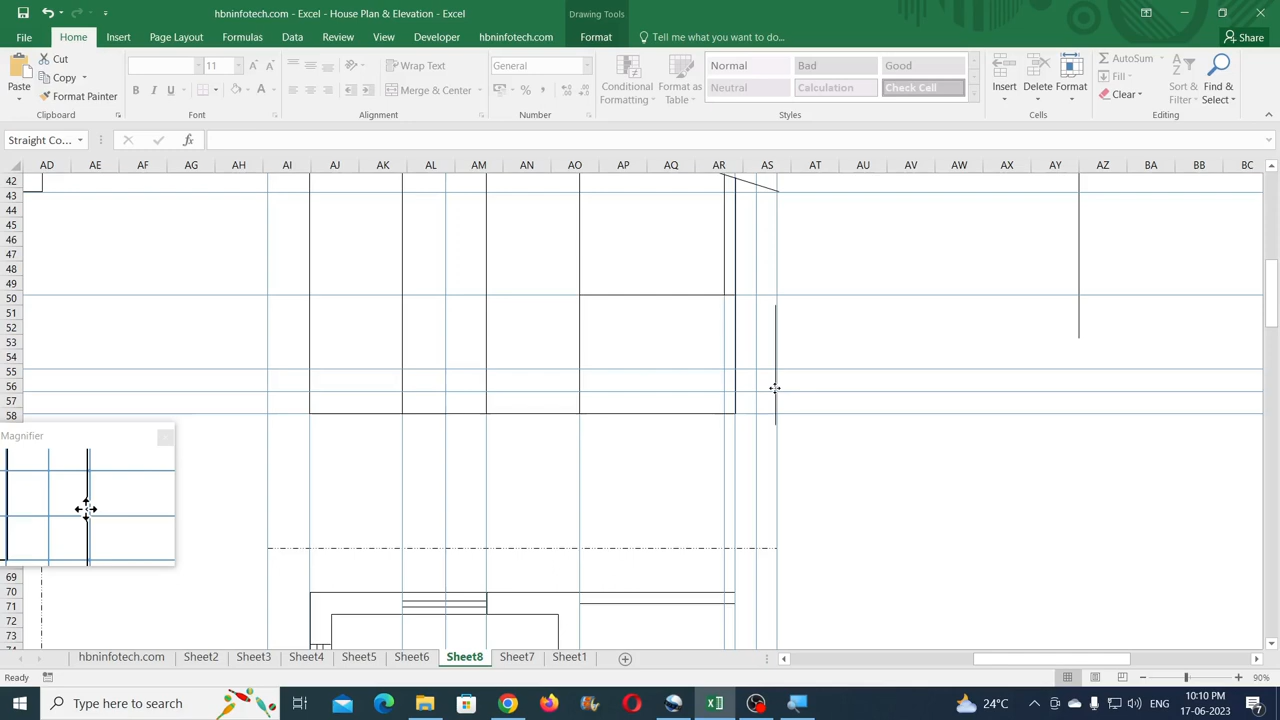 hbninfotech.com - Excel - House Plan & Elevation - Excel
Drawing Tools
File Home Insert Page Layout Formulas Data Review View Developer hbninfotech.com Format Tell me what you want to do... Share
Paste
Cut
Copy
Format Painter
Clipboard
11
B I U
Font
Wrap Text
Merge & Center
Alignment
General
Number
Conditional Formatting
Format as Table
Normal Bad Good
Neutral Calculation Check Cell
Styles
Insert Delete Format
Cells
AutoSum
Fill
Clear
Sort & Filter
Find & Select
Editing
Straight Co... fx
AD AE AF AG AH AI AJ AK AL AM AN AO AP AQ AR AS AT AU AV AW AX AY AZ BA BB BC
42
43
44
45
46
47
48
49
50
51
52
53
54
55
56
57
58
Magnifier
69
70
71
72
73
hbninfotech.com Sheet2 Sheet3 Sheet4 Sheet5 Sheet6 Sheet8 Sheet7 Sheet1
Ready 90%
Type here to search
24°C
ENG
10:10 PM
17-06-2023
7